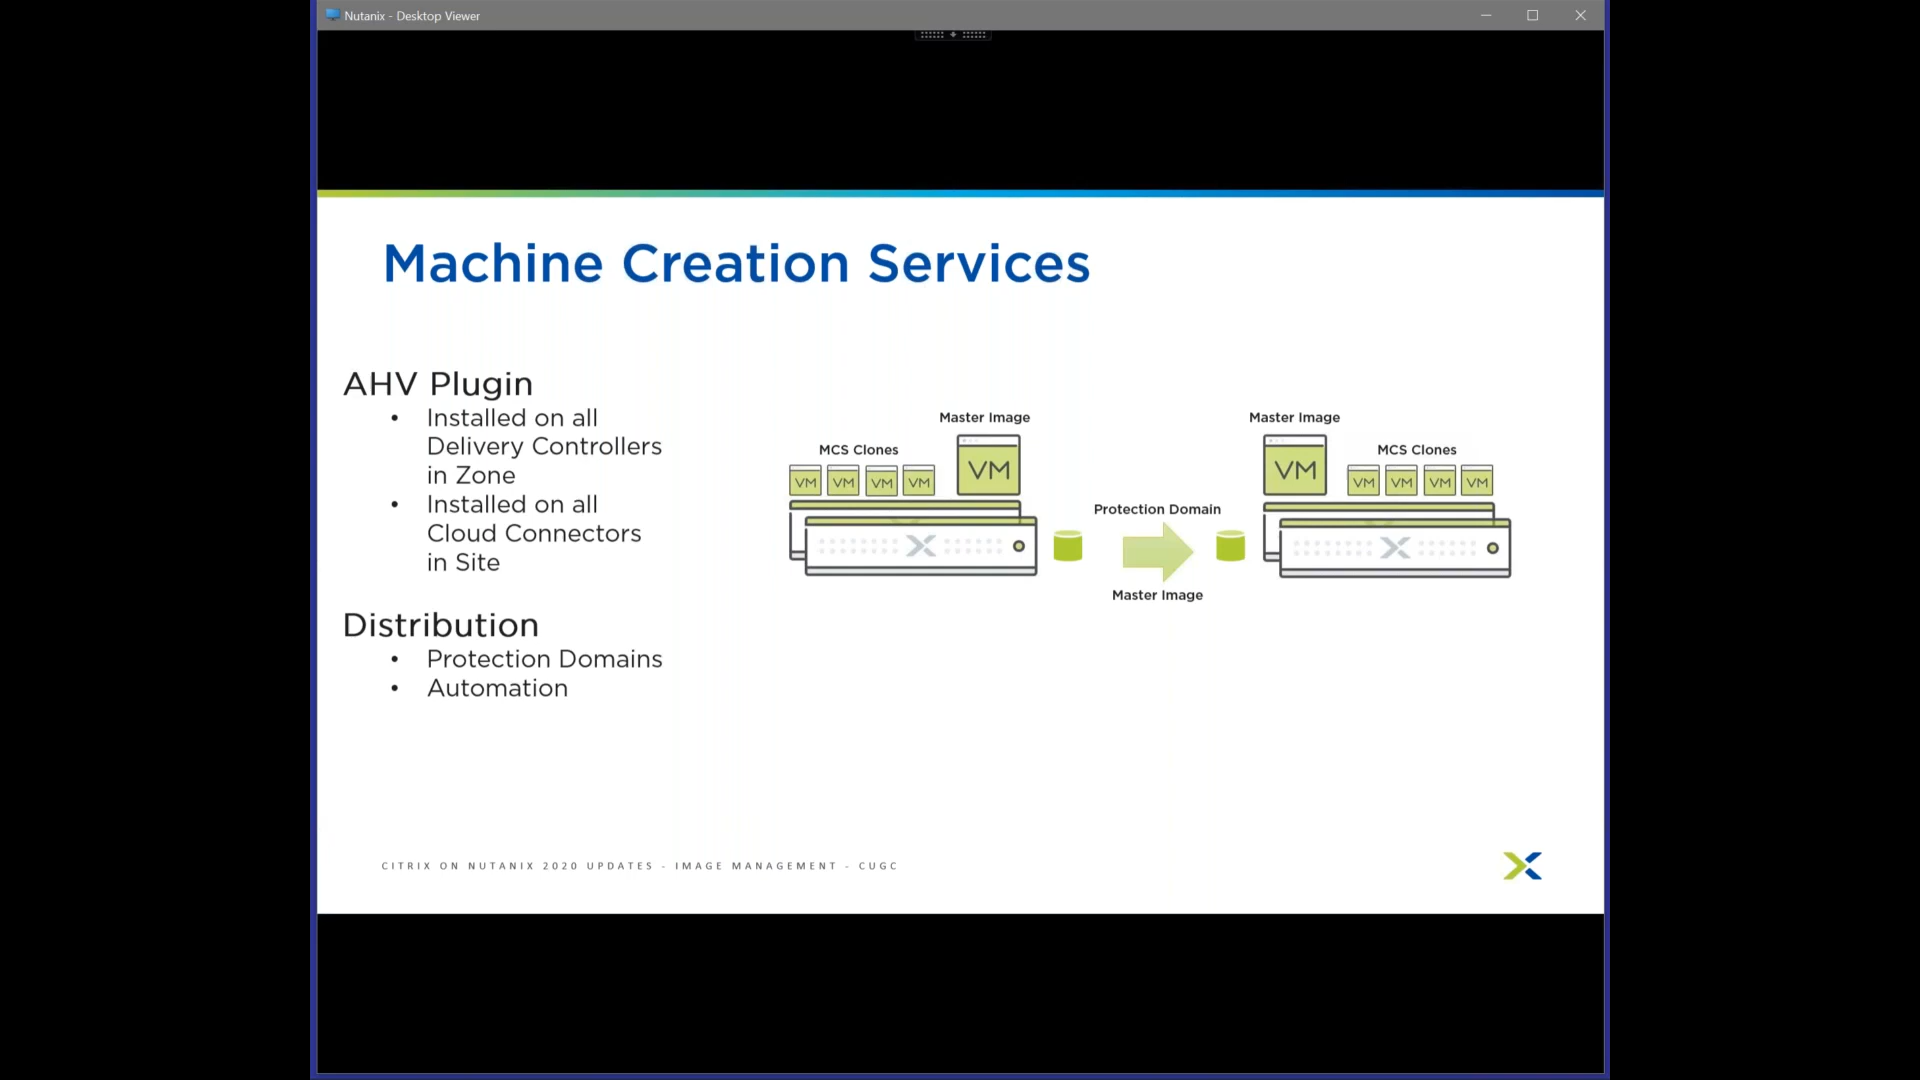 Nutanix - Desktop Viewer
Machine Creation Services
AHV Plugin
• Installed on all
Delivery Controllers
in Zone
• Installed on all
Cloud Connectors
in Site
Distribution
• Protection Domains
• Automation
Master Image
MCS Clones
VM VM VM VM VM
Protection Domain
Master Image
Master Image
MCS Clones
VM VM VM VM VM
CITRIX ON NUTANIX 2020 UPDATES - IMAGE MANAGEMENT - CUGC